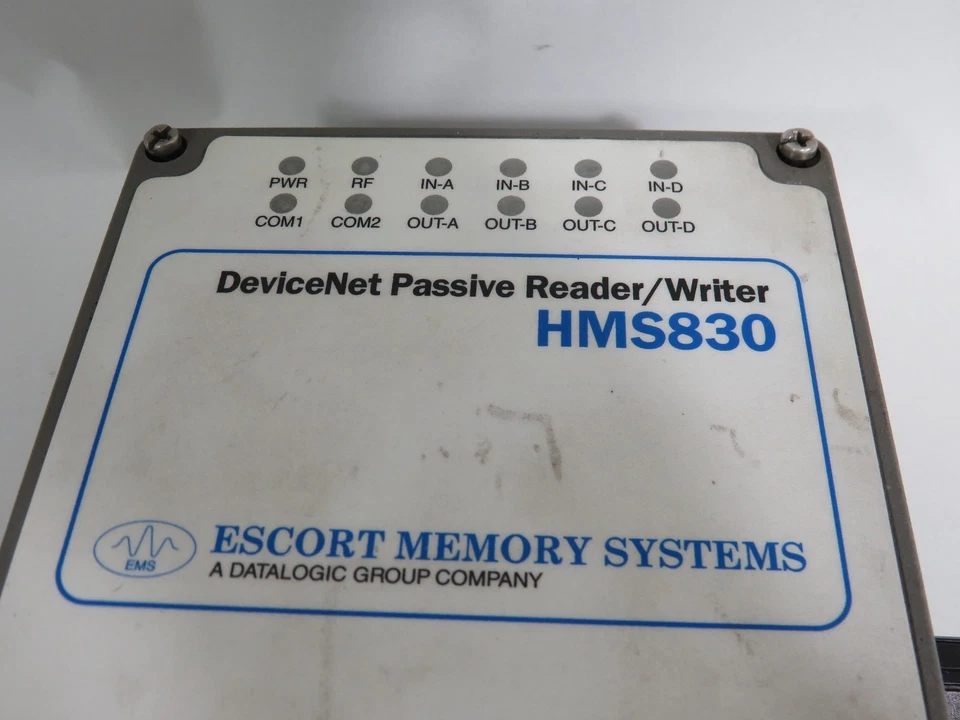 PWR RF IN-A IN-B IN-C IN-D
COM1 COM2 OUT-A OUT-B OUT-C OUT-D
DeviceNet Passive Reader/Writer
HMS830
EMS
ESCORT MEMORY SYSTEMS
A DATALOGIC GROUP COMPANY